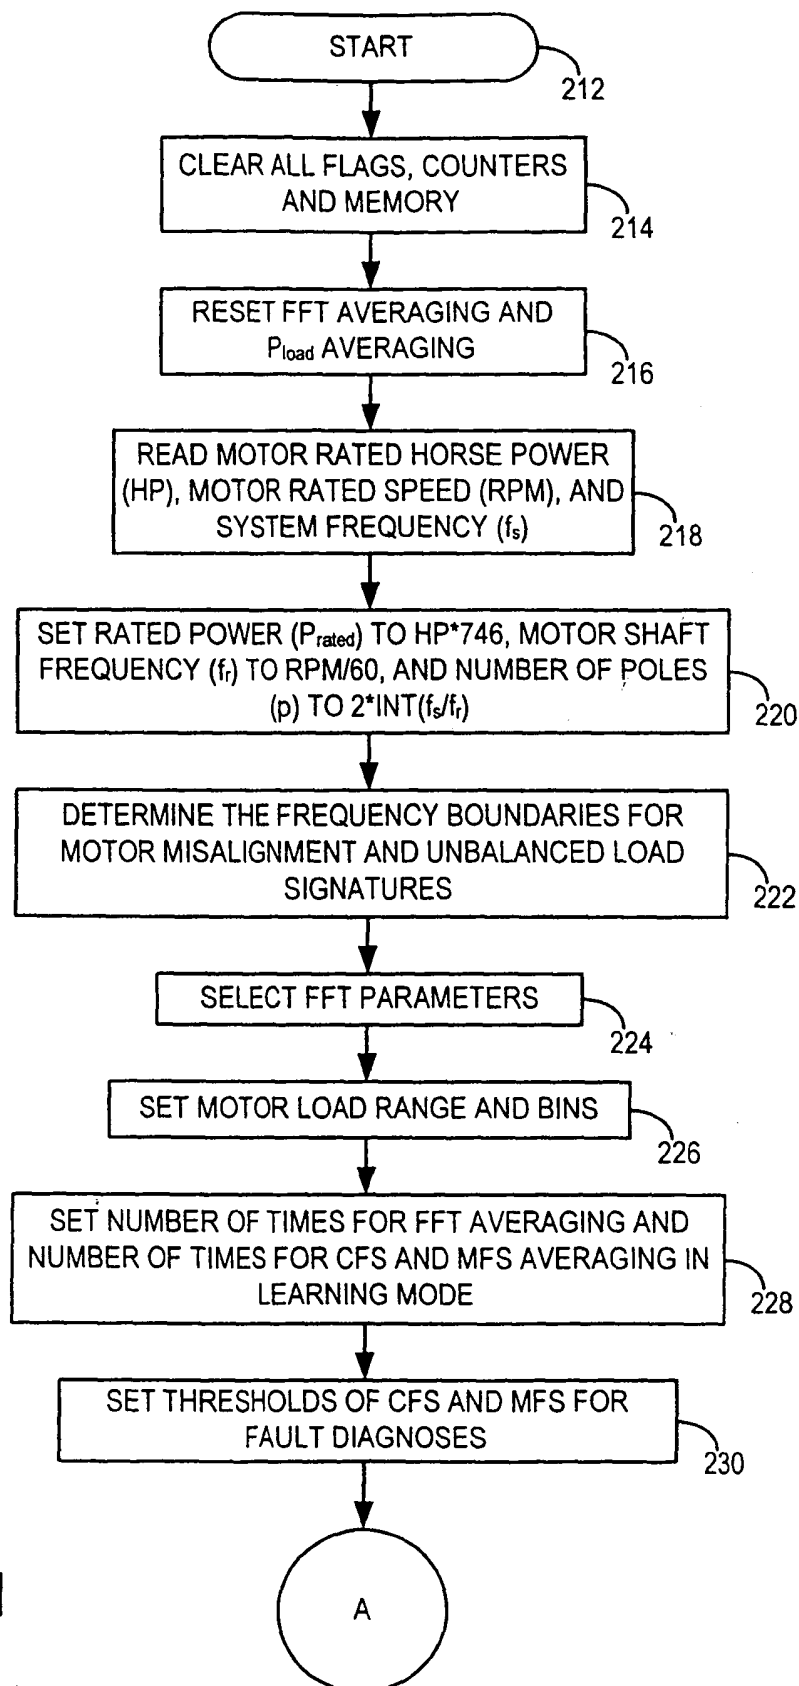 START
212
CLEAR ALL FLAGS, COUNTERS
AND MEMORY
214
RESET FFT AVERAGING AND
Pload AVERAGING
216
READ MOTOR RATED HORSE POWER
(HP), MOTOR RATED SPEED (RPM), AND
SYSTEM FREQUENCY (fs)
218
SET RATED POWER (Prated) TO HP*746, MOTOR SHAFT
FREQUENCY (fr) TO RPM/60, AND NUMBER OF POLES
(p) TO 2*INT(fs/fr)
220
DETERMINE THE FREQUENCY BOUNDARIES FOR
MOTOR MISALIGNMENT AND UNBALANCED LOAD
SIGNATURES
222
SELECT FFT PARAMETERS
224
SET MOTOR LOAD RANGE AND BINS
226
SET NUMBER OF TIMES FOR FFT AVERAGING AND
NUMBER OF TIMES FOR CFS AND MFS AVERAGING IN
LEARNING MODE
228
SET THRESHOLDS OF CFS AND MFS FOR
FAULT DIAGNOSES
230
A